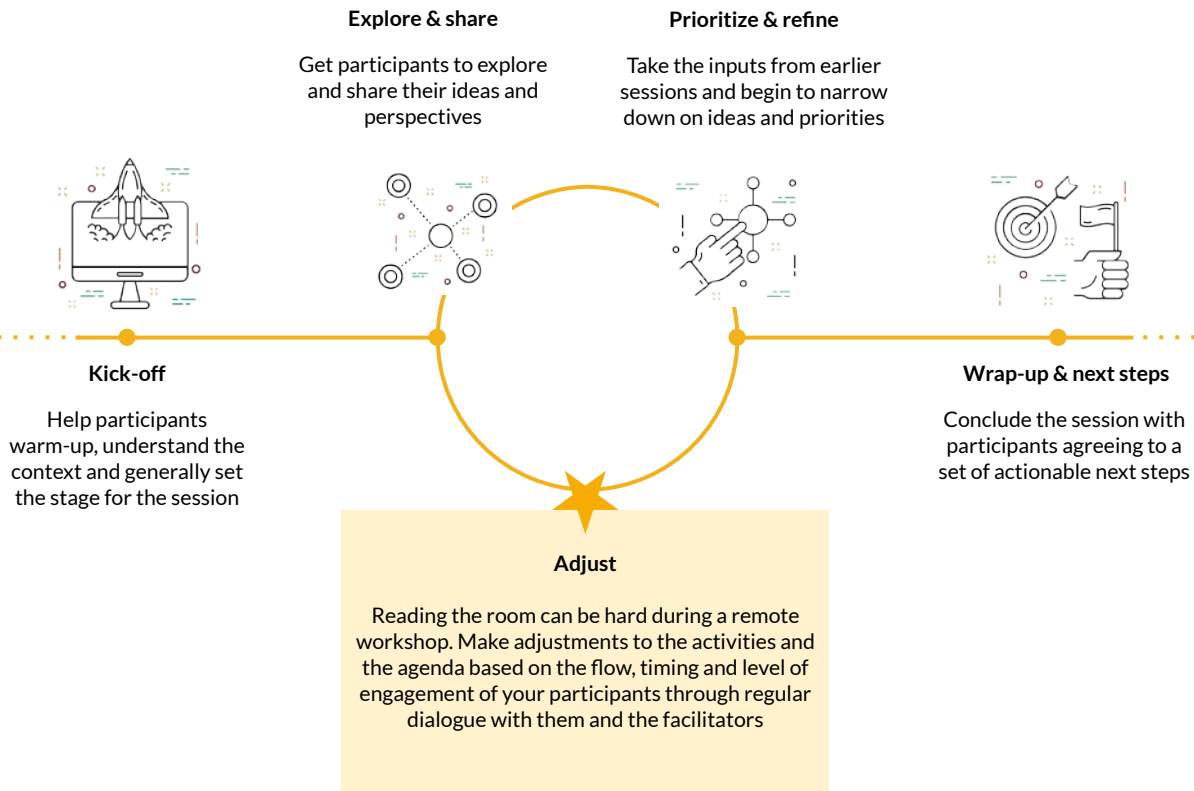 Explore & share
Get participants to explore
and share their ideas and
perspectives
Prioritize & refine
Take the inputs from earlier
sessions and begin to narrow
down on ideas and priorities
Kick-off
Help participants
warm-up, understand the
context and generally set
the stage for the session
Wrap-up & next steps
Conclude the session with
participants agreeing to a
set of actionable next steps
Adjust
Reading the room can be hard during a remote
workshop. Make adjustments to the activities and
the agenda based on the flow, timing and level of
engagement of your participants through regular
dialogue with them and the facilitators